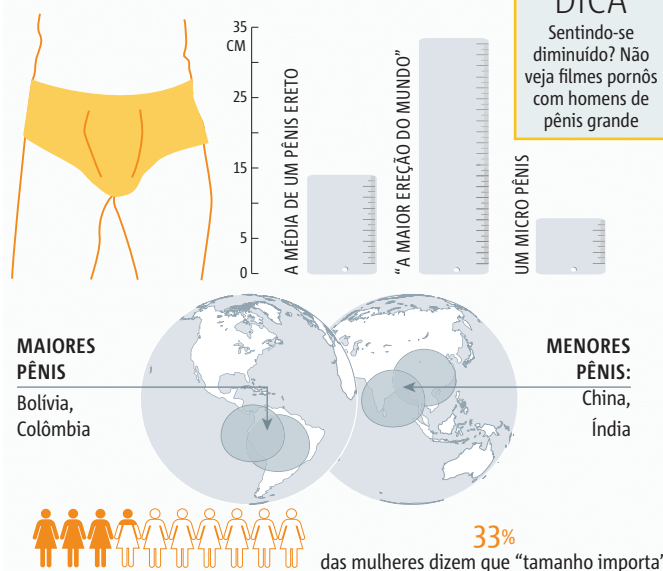 DICA
Sentindo-se
diminuído? Não
veja filmes pornôs
com homens de
pênis grande
35
CM
25
15
5
0
A MÉDIA DE UM PÊNIS ERETO
“A MAIOR EREÇÃO DO MUNDO”
UM MICRO PÊNIS
MAIORES
PÊNIS
Bolívia,
Colômbia
MENORES
PÊNIS:
China,
Índia
33%
das mulheres dizem que “tamanho importa”